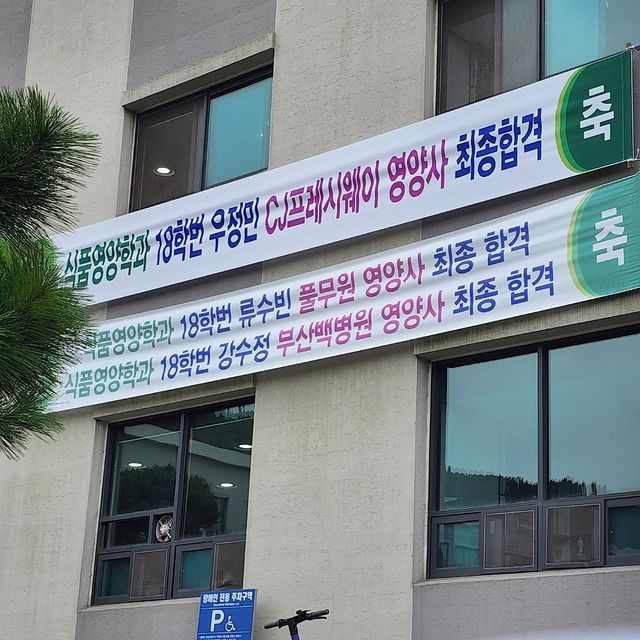 식품영양학과 18학번 우정민 CJ프레시웨이 영양사 최종합격 축
식품영양학과 18학번 류수빈 풀무원 영양사 최종 합격
식품영양학과 18학번 강수정 부산백병원 영양사 최종 합격
축
장애인 전용 주차구역
P